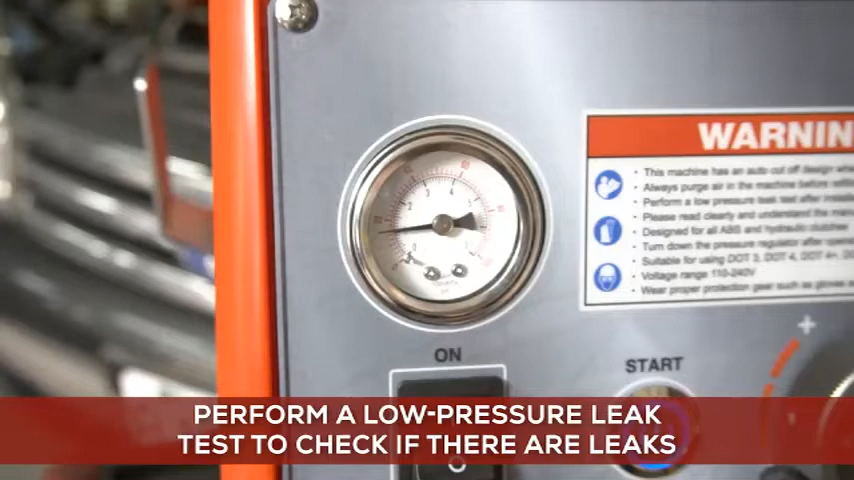 WARNIN
• This machine has an auto cut off design whe
• Always purge air in the machine before
• Perform a low pressure leak test after
• Please read clearly and understand the man
• Designed for all ABS and hydraulic clutches
• Turn down the pressure regulator after
• Suitable for using DOT 3, DOT 4, DOT 4+,
• Voltage range 110-240V
• Wear proper protection gear such as gloves
ON
START
+
PERFORM A LOW-PRESSURE LEAK
TEST TO CHECK IF THERE ARE LEAKS